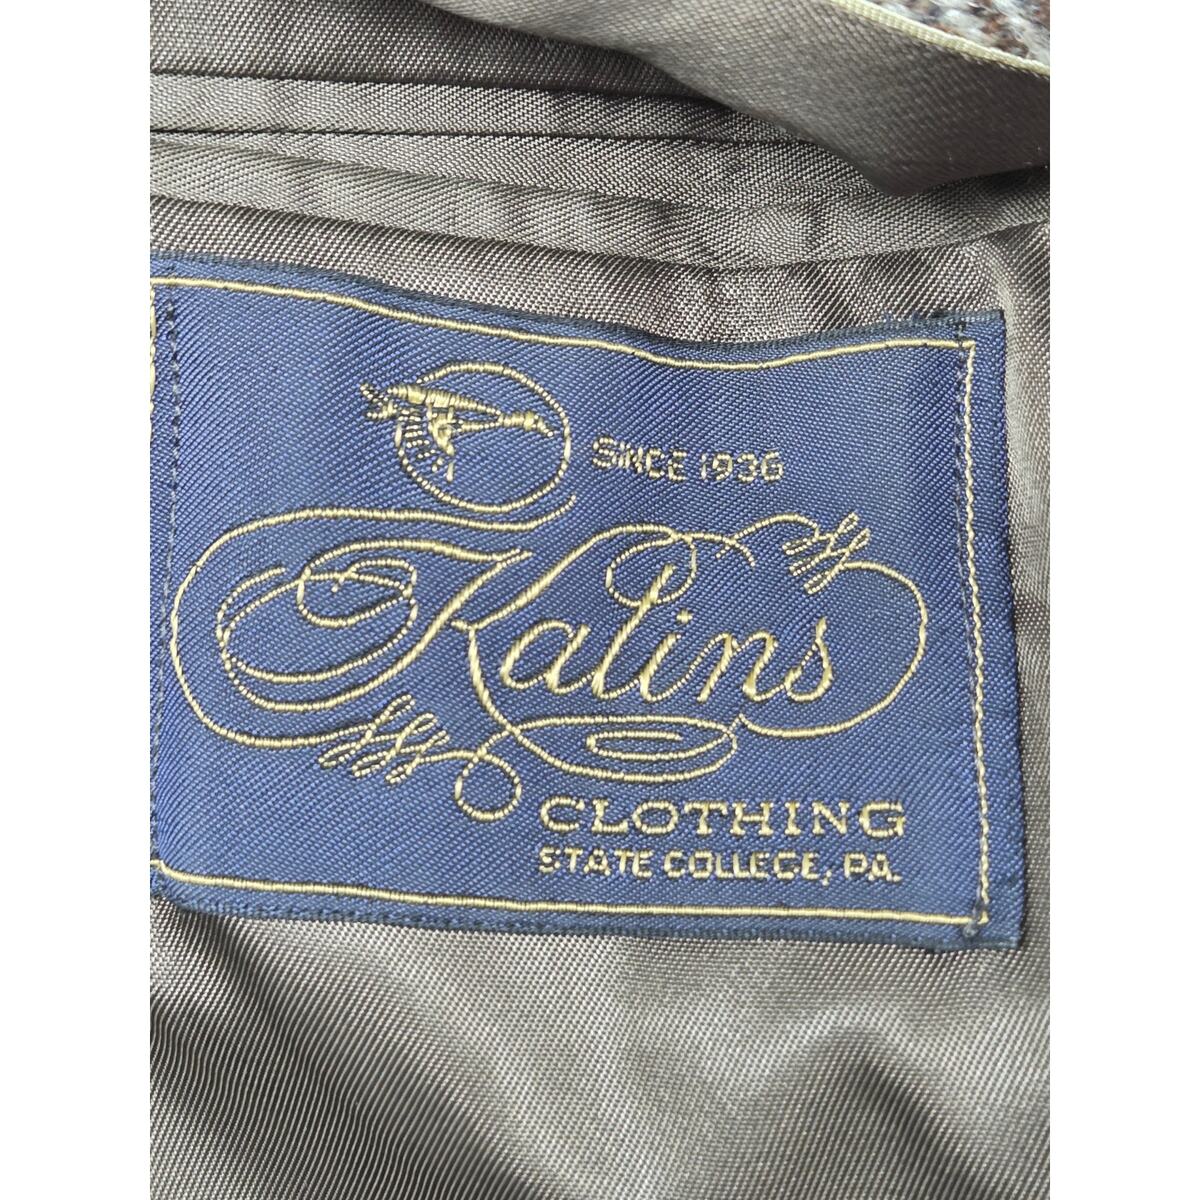 SINCE 1936
Kalins
CLOTHING
STATE COLLEGE, PA.